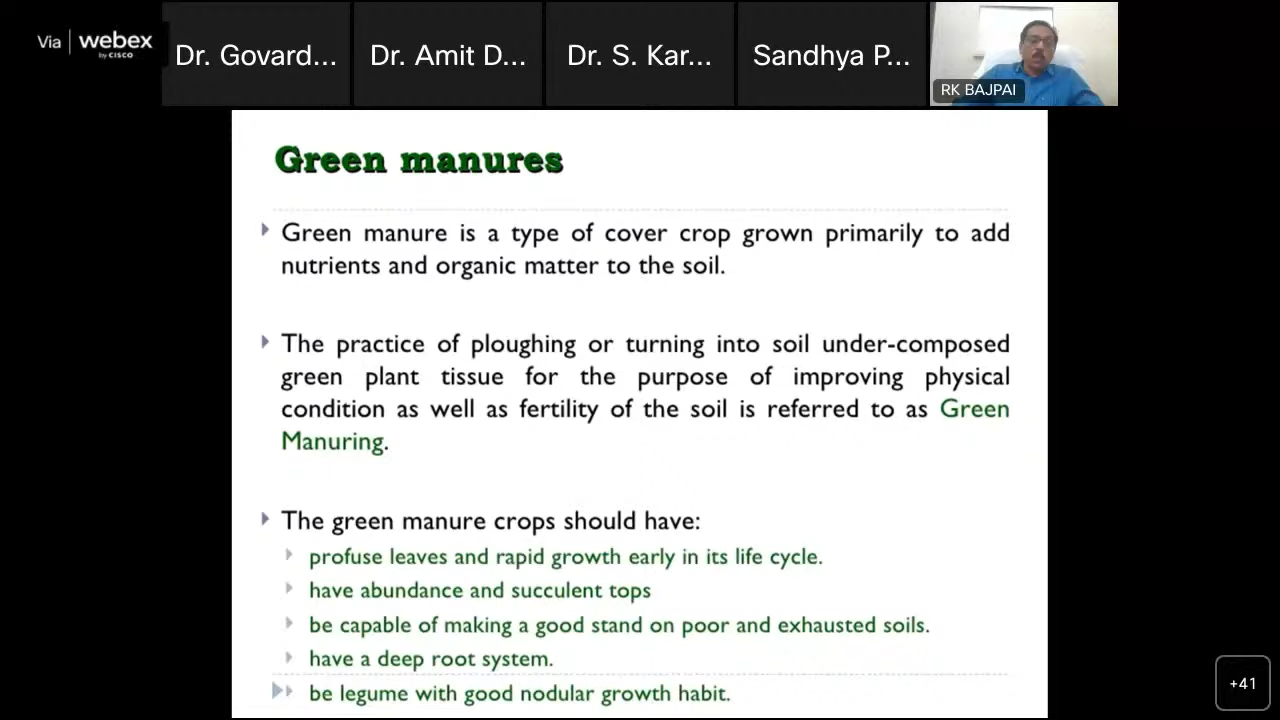 Via | webex
by CISCO
Dr. Govard...
Dr. Amit D...
Dr. S. Kar...
Sandhya P...
RK BAJPAI
Green manures
Green manure is a type of cover crop grown primarily to add
nutrients and organic matter to the soil.
The practice of ploughing or turning into soil under-composed
green plant tissue for the purpose of improving physical
condition as well as fertility of the soil is referred to as Green
Manuring.
The green manure crops should have:
profuse leaves and rapid growth early in its life cycle.
have abundance and succulent tops
be capable of making a good stand on poor and exhausted soils.
have a deep root system.
be legume with good nodular growth habit.
+41